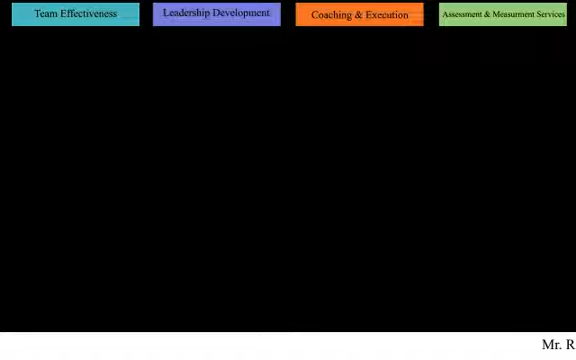 Team Effectiveness
Leadership Development
Coaching & Execution
Assessment & Measurment Services
Mr. R